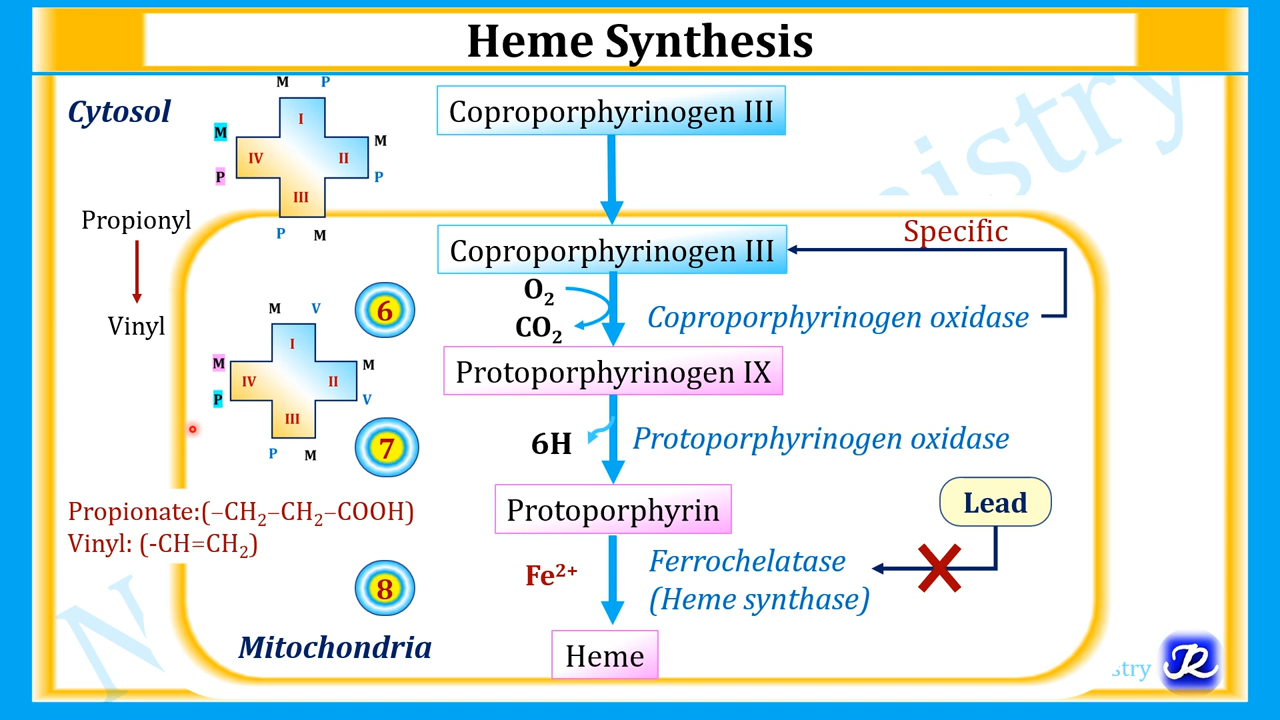 Heme Synthesis
Cytosol
M P
I
M
M
IV
II
P
P
III
P M
Coproporphyrinogen III
Propionyl
Vinyl
Specific
Coproporphyrinogen III
O₂
CO₂
Coproporphyrinogen oxidase
6
M V
I
M
M
IV
II
P
V
III
P M
Protoporphyrinogen IX
7
6H
Protoporphyrinogen oxidase
Propionate:(–CH₂–CH₂–COOH)
Vinyl: (-CH=CH₂)
Protoporphyrin
Lead
8
Fe²⁺
Ferrochelatase
(Heme synthase)
Mitochondria
Heme
N
istry
stry
R